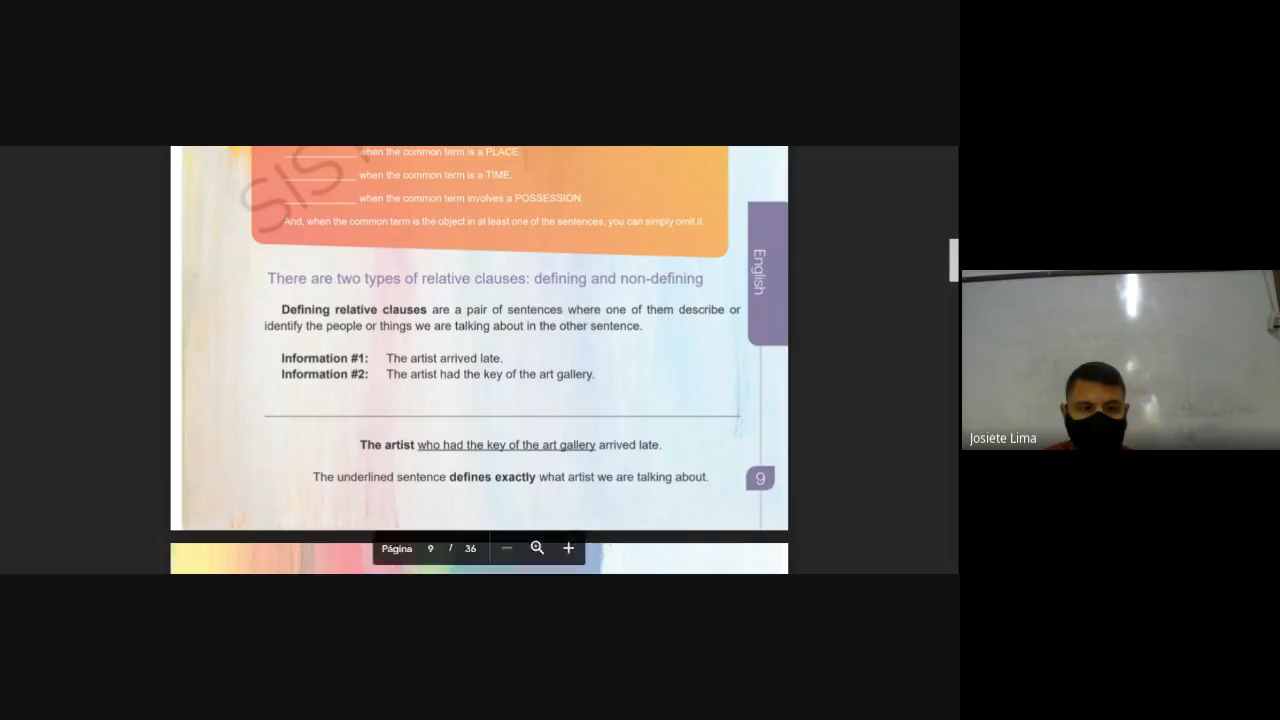 SIST
___________ when the common term is a PLACE
___________ when the common term is a TIME.
___________ when the common term involves a POSSESSION.
And, when the common term is the object in at least one of the sentences, you can simply omit it.
English
There are two types of relative clauses: defining and non-defining
Defining relative clauses are a pair of sentences where one of them describe or
identify the people or things we are talking about in the other sentence.
Information #1: The artist arrived late.
Information #2: The artist had the key of the art gallery.
The artist who had the key of the art gallery arrived late.
The underlined sentence defines exactly what artist we are talking about.
9
Página 9 / 36
Josiete Lima